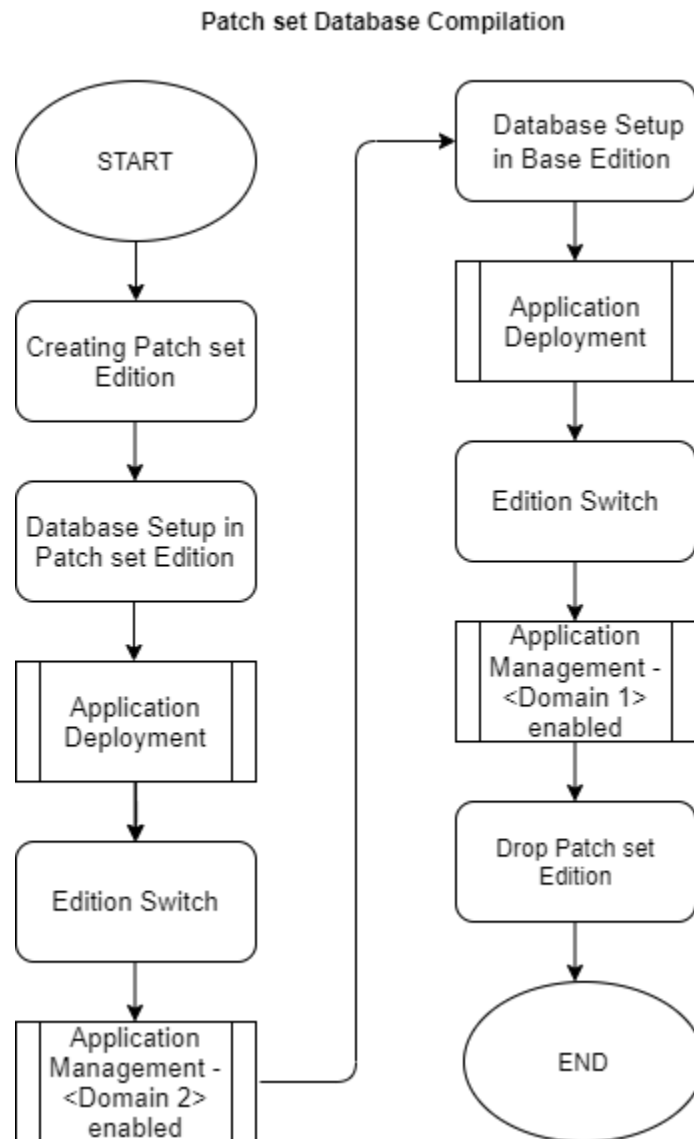 Patch set Database Compilation
START
Creating Patch set
Edition
Database Setup in
Patch set Edition
Application
Deployment
Edition Switch
Application
Management -
<Domain 2>
enabled
Database Setup
in Base Edition
Application
Deployment
Edition Switch
Application
Management -
<Domain 1>
enabled
Drop Patch set
Edition
END